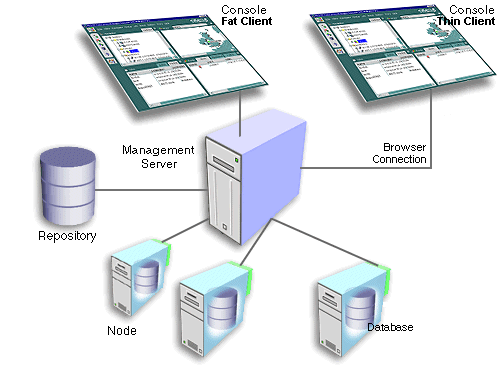 Console
Fat Client
Console
Thin Client
Management
Server
Browser
Connection
Repository
Node
Database